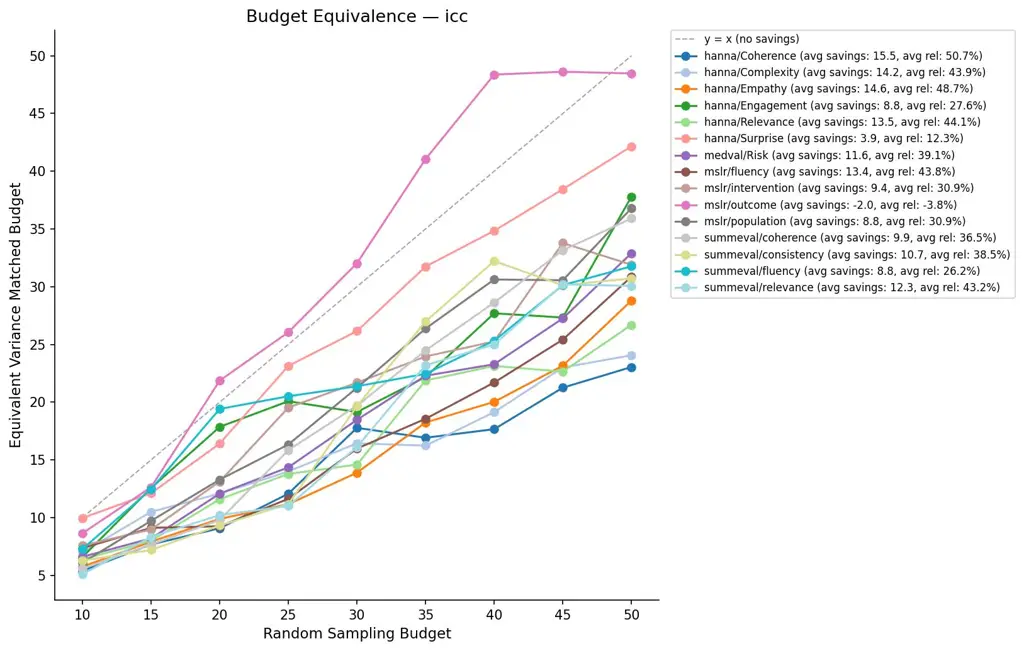 Budget Equivalence — icc
50
45
40
35
30
25
20
15
10
5
Equivalent Variance Matched Budget
10 15 20 25 30 35 40 45 50
Random Sampling Budget
y = x (no savings)
hanna/Coherence (avg savings: 15.5, avg rel: 50.7%)
hanna/Complexity (avg savings: 14.2, avg rel: 43.9%)
hanna/Empathy (avg savings: 14.6, avg rel: 48.7%)
hanna/Engagement (avg savings: 8.8, avg rel: 27.6%)
hanna/Relevance (avg savings: 13.5, avg rel: 44.1%)
hanna/Surprise (avg savings: 3.9, avg rel: 12.3%)
medval/Risk (avg savings: 11.6, avg rel: 39.1%)
mslr/fluency (avg savings: 13.4, avg rel: 43.8%)
mslr/intervention (avg savings: 9.4, avg rel: 30.9%)
mslr/outcome (avg savings: -2.0, avg rel: -3.8%)
mslr/population (avg savings: 8.8, avg rel: 30.9%)
summeval/coherence (avg savings: 9.9, avg rel: 36.5%)
summeval/consistency (avg savings: 10.7, avg rel: 38.5%)
summeval/fluency (avg savings: 8.8, avg rel: 26.2%)
summeval/relevance (avg savings: 12.3, avg rel: 43.2%)